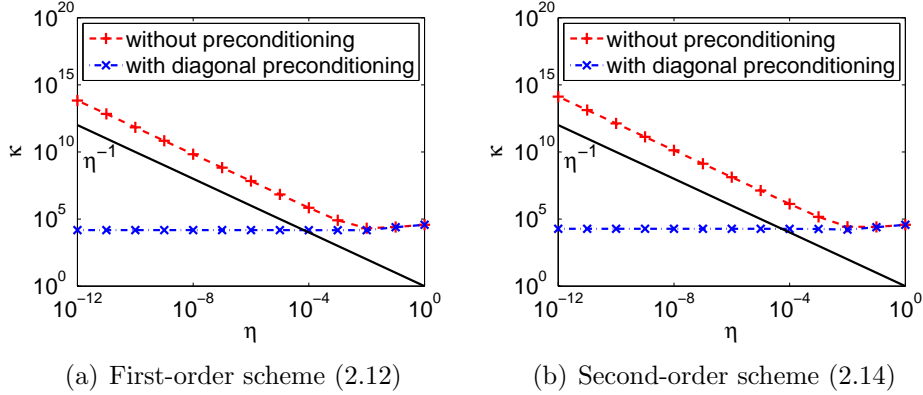 10^20
10^15
10^10
10^5
10^0
κ
without preconditioning
with diagonal preconditioning
η^−1
10^−12
10^−8
10^−4
10^0
η
(a) First-order scheme (2.12)
10^20
10^15
10^10
10^5
10^0
κ
without preconditioning
with diagonal preconditioning
η^−1
10^−12
10^−8
10^−4
10^0
η
(b) Second-order scheme (2.14)